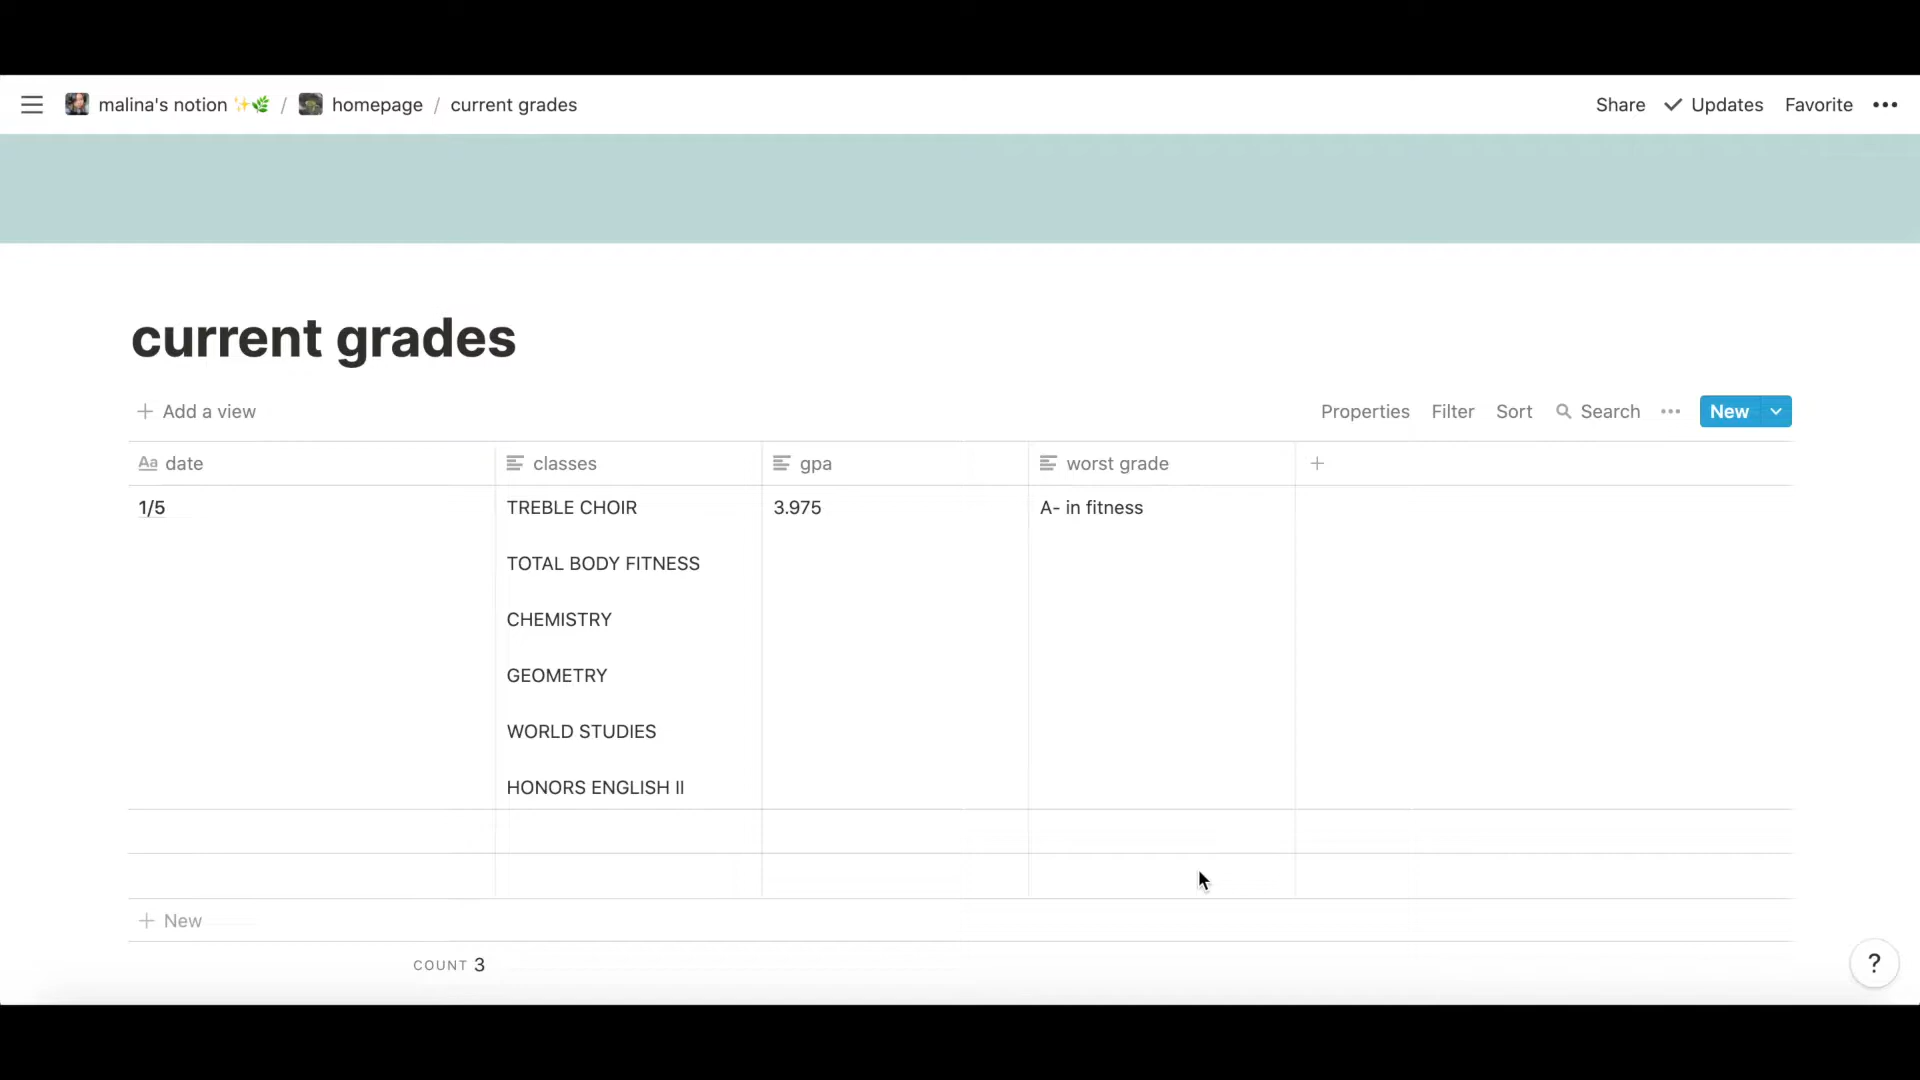 malina's notion ✨🌿 / homepage / current grades
Share ✓ Updates Favorite •••
current grades
+ Add a view
Properties Filter Sort Search ••• New
Aa date classes gpa worst grade +
1/5 TREBLE CHOIR 3.975 A- in fitness
TOTAL BODY FITNESS
CHEMISTRY
GEOMETRY
WORLD STUDIES
HONORS ENGLISH II
+ New
COUNT 3
?